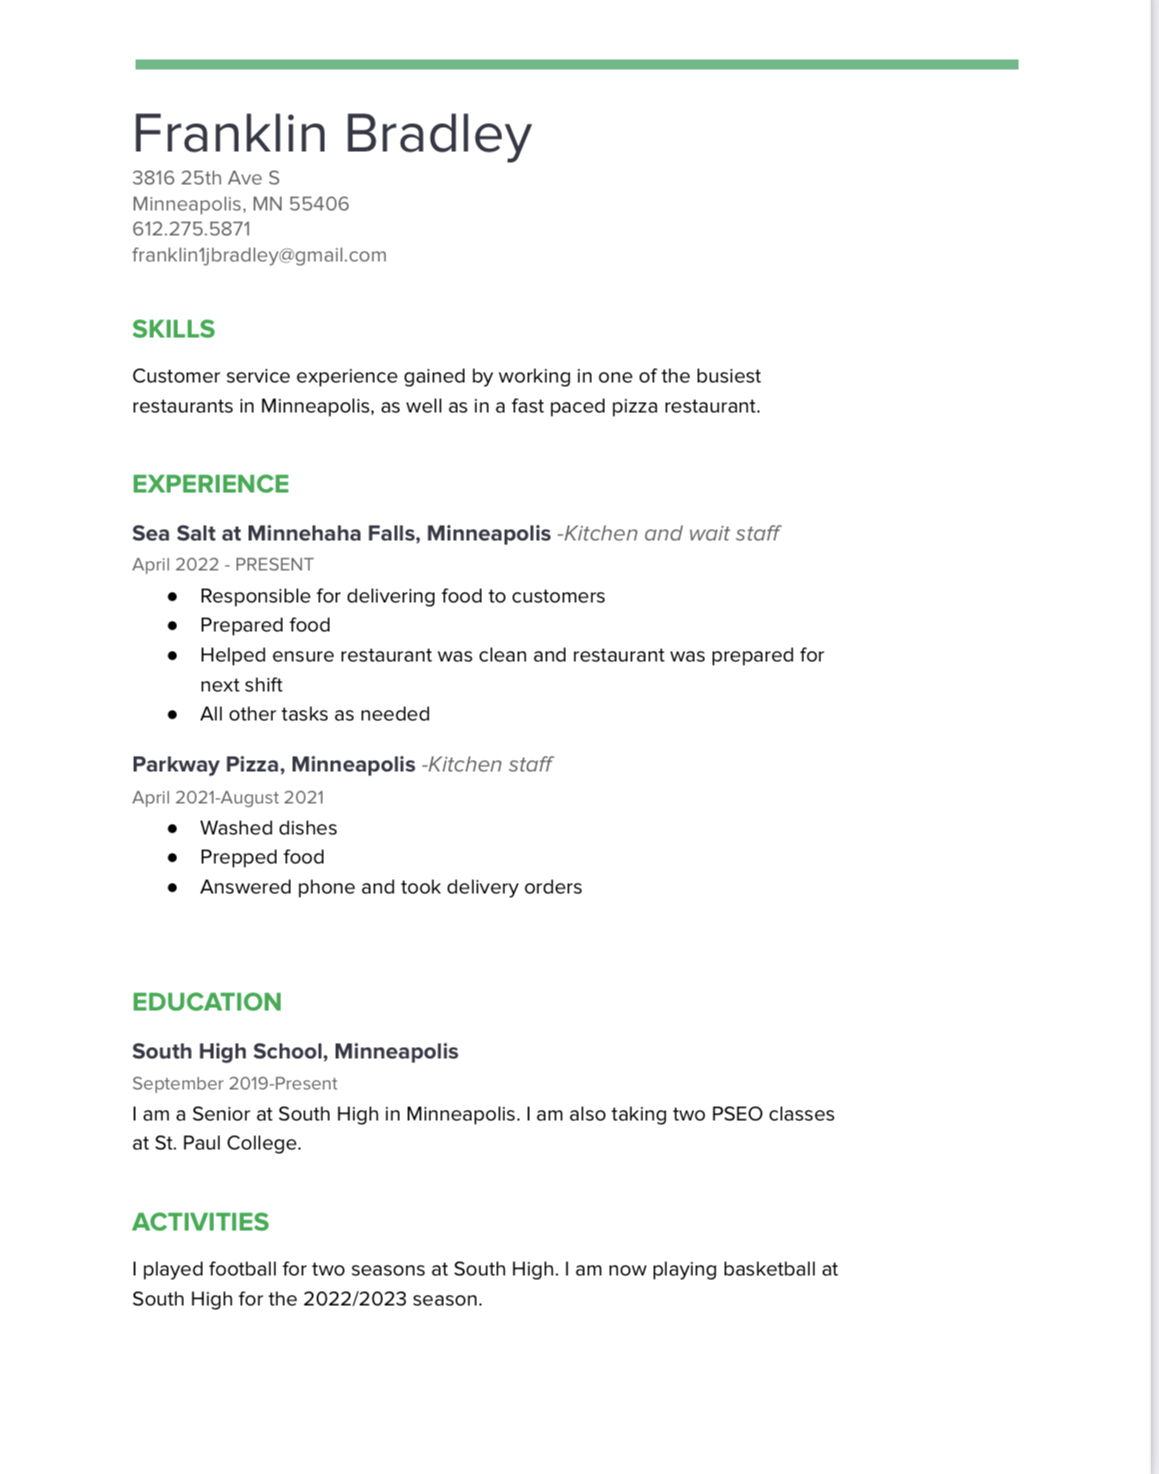 Franklin Bradley
3816 25th Ave S
Minneapolis, MN 55406
612.275.5871
franklin1jbradley@gmail.com
SKILLS
Customer service experience gained by working in one of the busiest
restaurants in Minneapolis, as well as in a fast paced pizza restaurant.
EXPERIENCE
Sea Salt at Minnehaha Falls, Minneapolis -Kitchen and wait staff
April 2022 - PRESENT
● Responsible for delivering food to customers
● Prepared food
● Helped ensure restaurant was clean and restaurant was prepared for
next shift
● All other tasks as needed
Parkway Pizza, Minneapolis -Kitchen staff
April 2021-August 2021
● Washed dishes
● Prepped food
● Answered phone and took delivery orders
EDUCATION
South High School, Minneapolis
September 2019-Present
I am a Senior at South High in Minneapolis. I am also taking two PSEO classes
at St. Paul College.
ACTIVITIES
I played football for two seasons at South High. I am now playing basketball at
South High for the 2022/2023 season.